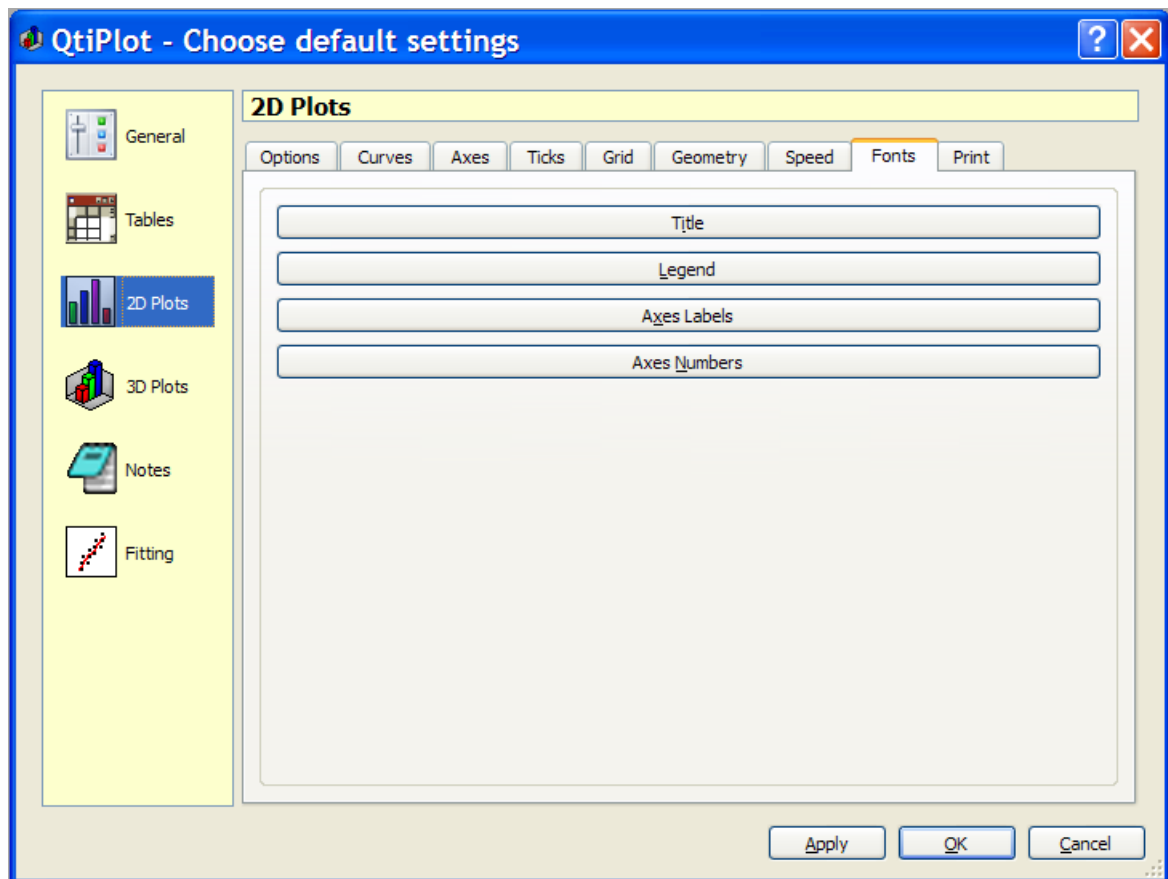 QtiPlot - Choose default settings
General
Tables
2D Plots
3D Plots
Notes
Fitting
2D Plots
Options Curves Axes Ticks Grid Geometry Speed Fonts Print
Title
Legend
Axes Labels
Axes Numbers
Apply OK Cancel